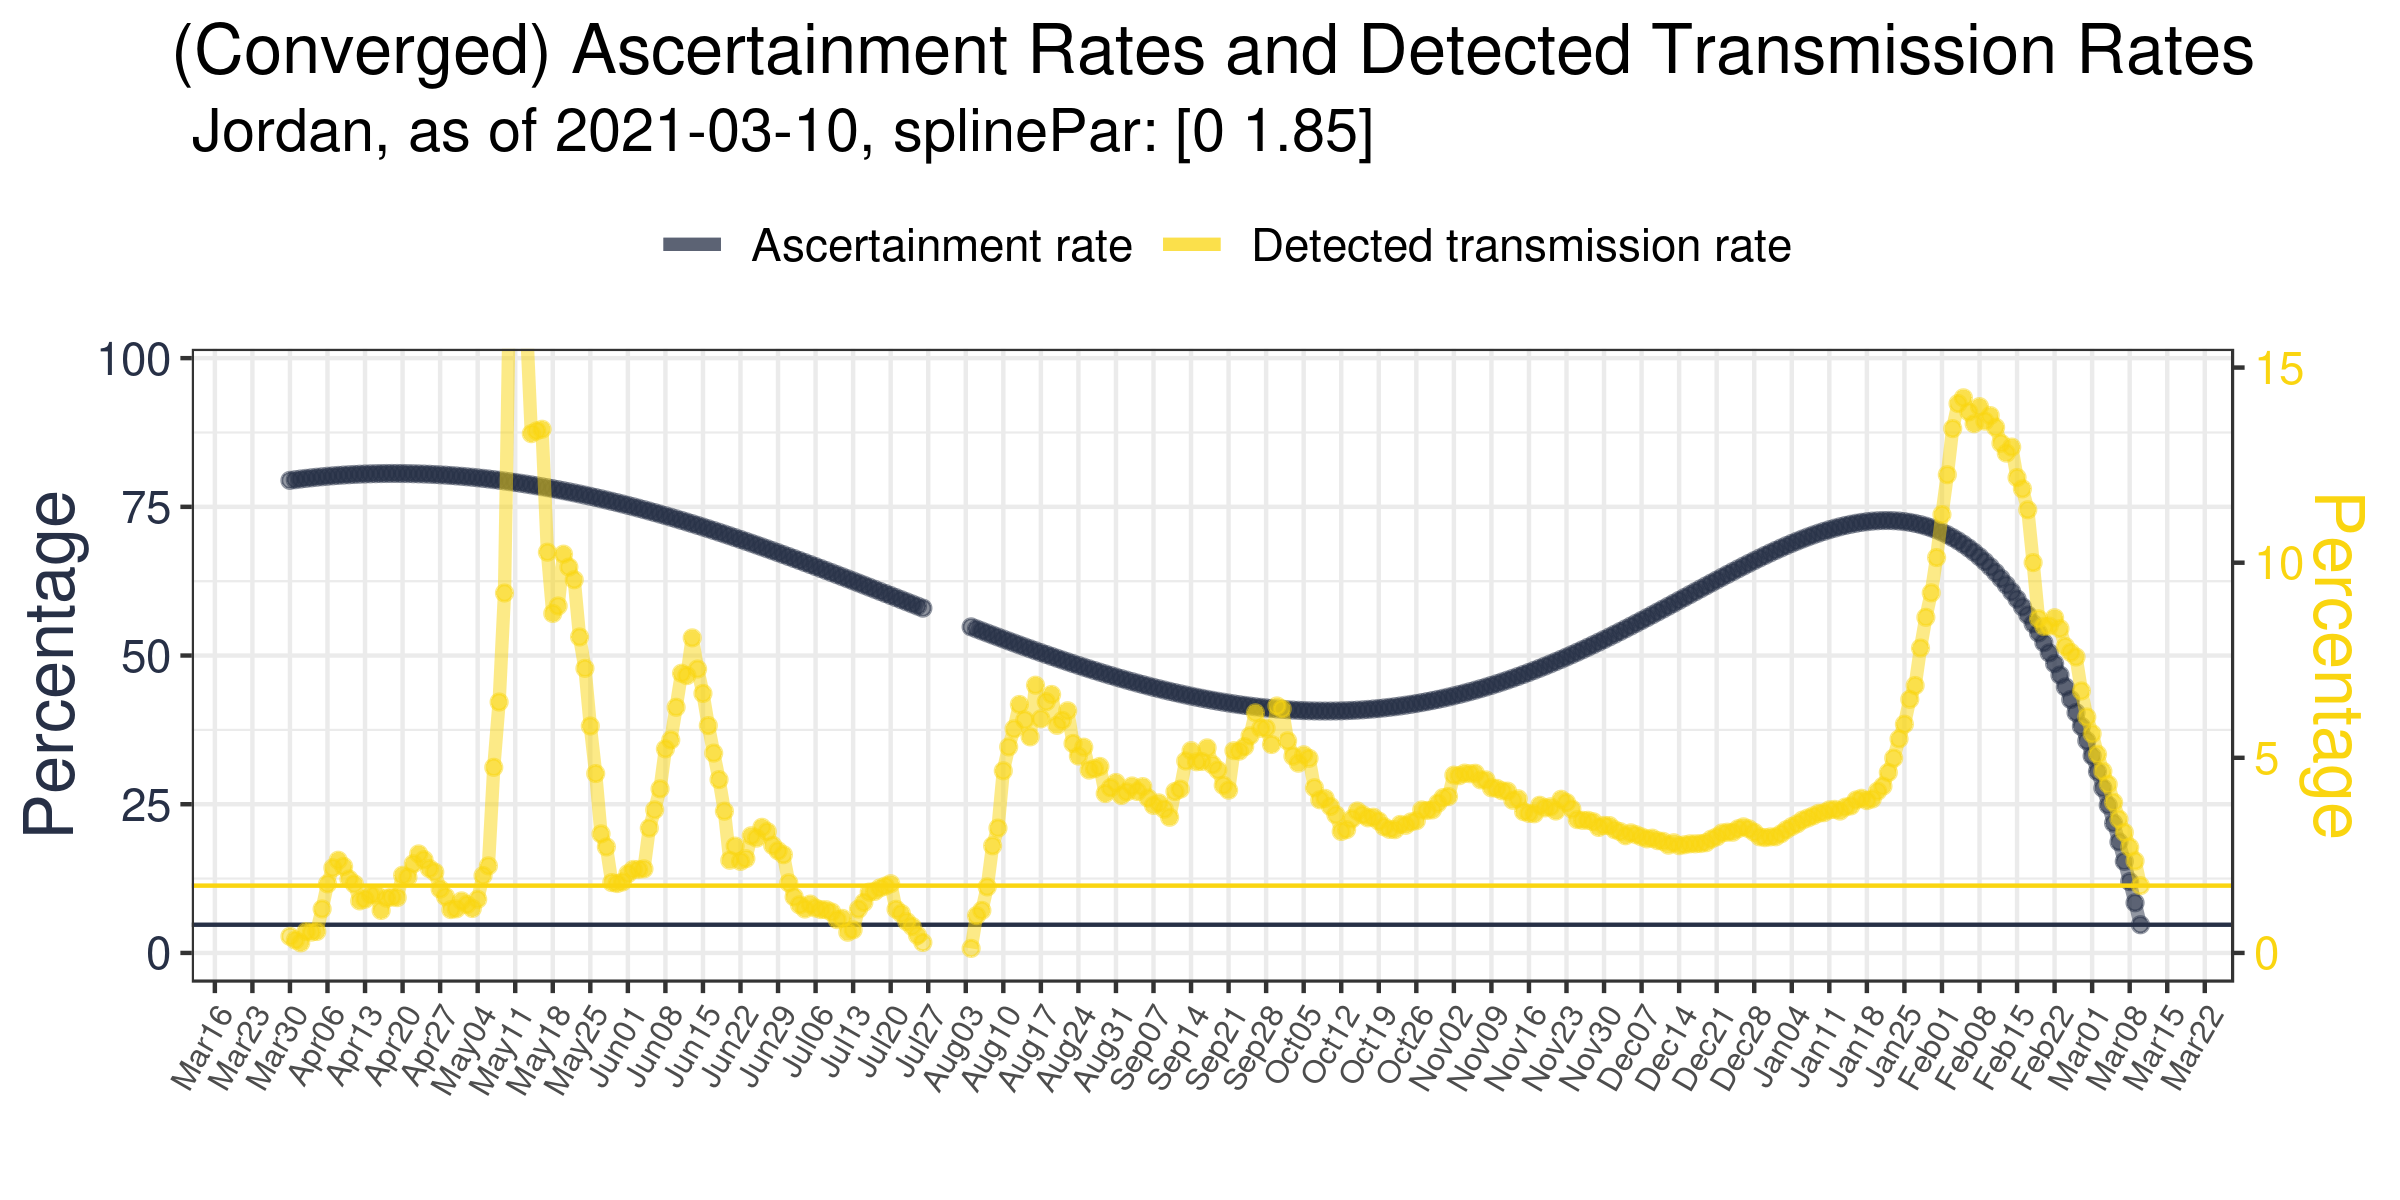 (Converged) Ascertainment Rates and Detected Transmission Rates
Jordan, as of 2021-03-10, splinePar: [0 1.85]
Ascertainment rate Detected transmission rate
Percentage
100
75
50
25
0
15
10
5
0
Percentage
Mar16 Mar23 Mar30 Apr06 Apr13 Apr20 Apr27 May04 May11 May18 May25 Jun01 Jun08 Jun15 Jun22 Jun29 Jul06 Jul13 Jul20 Jul27 Aug03 Aug10 Aug17 Aug24 Aug31 Sep07 Sep14 Sep21 Sep28 Oct05 Oct12 Oct19 Oct26 Nov02 Nov09 Nov16 Nov23 Nov30 Dec07 Dec14 Dec21 Dec28 Jan04 Jan11 Jan18 Jan25 Feb01 Feb08 Feb15 Feb22 Mar01 Mar08 Mar15 Mar22